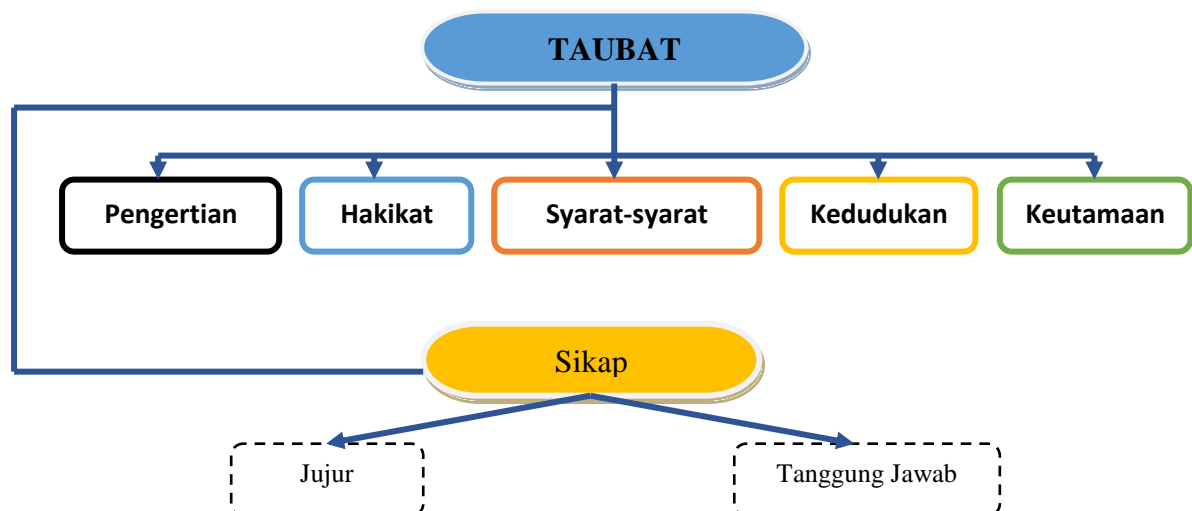 TAUBAT
Pengertian
Hakikat
Syarat-syarat
Kedudukan
Keutamaan
Sikap
Jujur
Tanggung Jawab